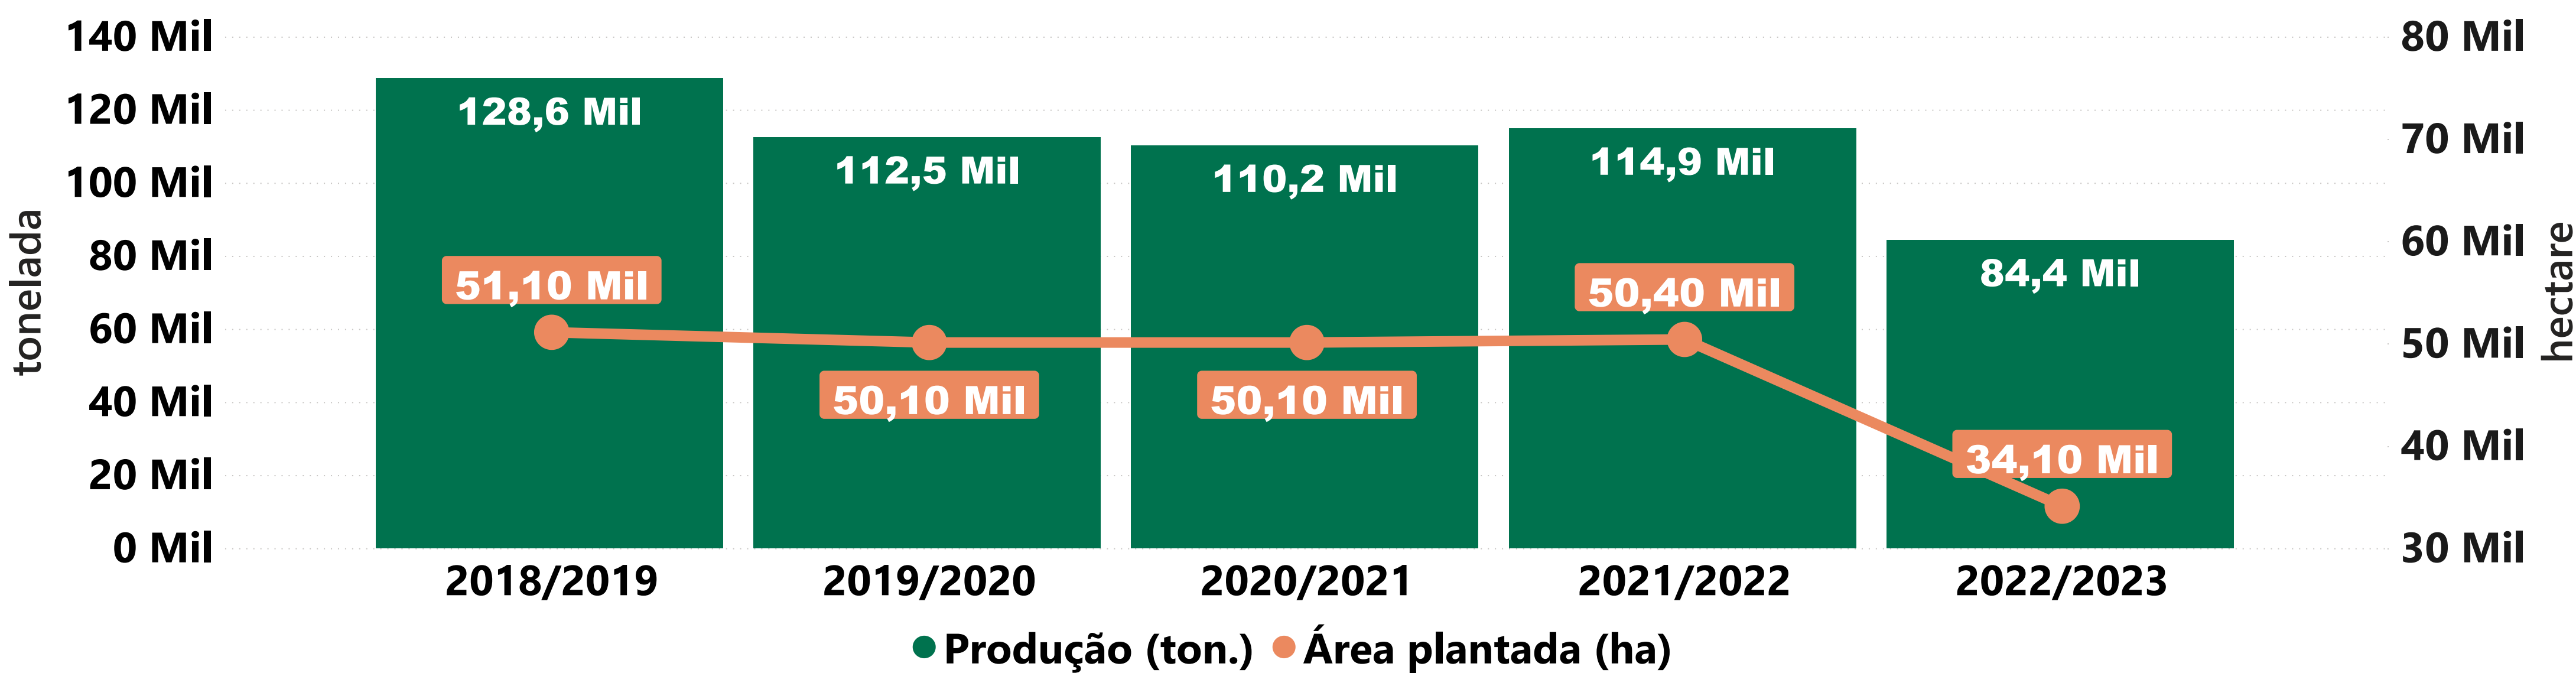 140 Mil
120 Mil
100 Mil
80 Mil
60 Mil
40 Mil
20 Mil
0 Mil
tonelada
128,6 Mil
112,5 Mil
110,2 Mil
114,9 Mil
84,4 Mil
51,10 Mil
50,10 Mil
50,10 Mil
50,40 Mil
34,10 Mil
80 Mil
70 Mil
60 Mil
50 Mil
40 Mil
30 Mil
hectare
2018/2019
2019/2020
2020/2021
2021/2022
2022/2023
Produção (ton.)
Área plantada (ha)